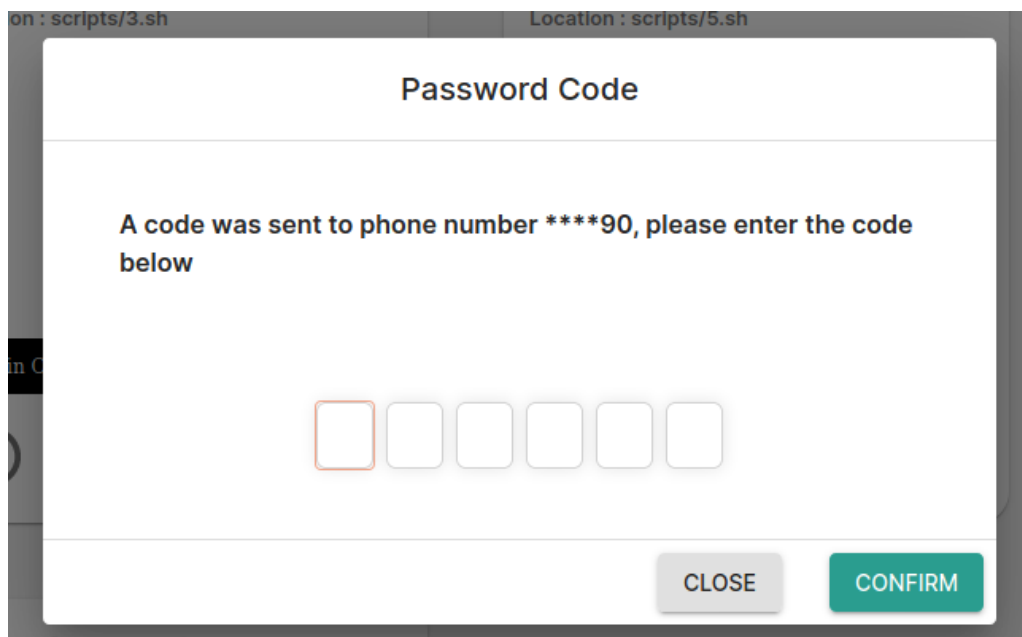 on : scripts/3.sh
Location : scripts/5.sh
Password Code
A code was sent to phone number ****90, please enter the code
below
in C
CLOSE
CONFIRM